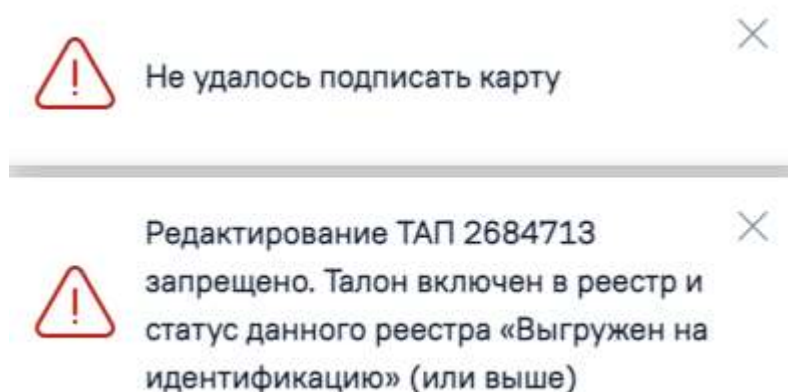 Не удалось подписать карту
Редактирование ТАП 2684713
запрещено. Талон включен в реестр и
статус данного реестра «Выгружен на
идентификацию» (или выше)